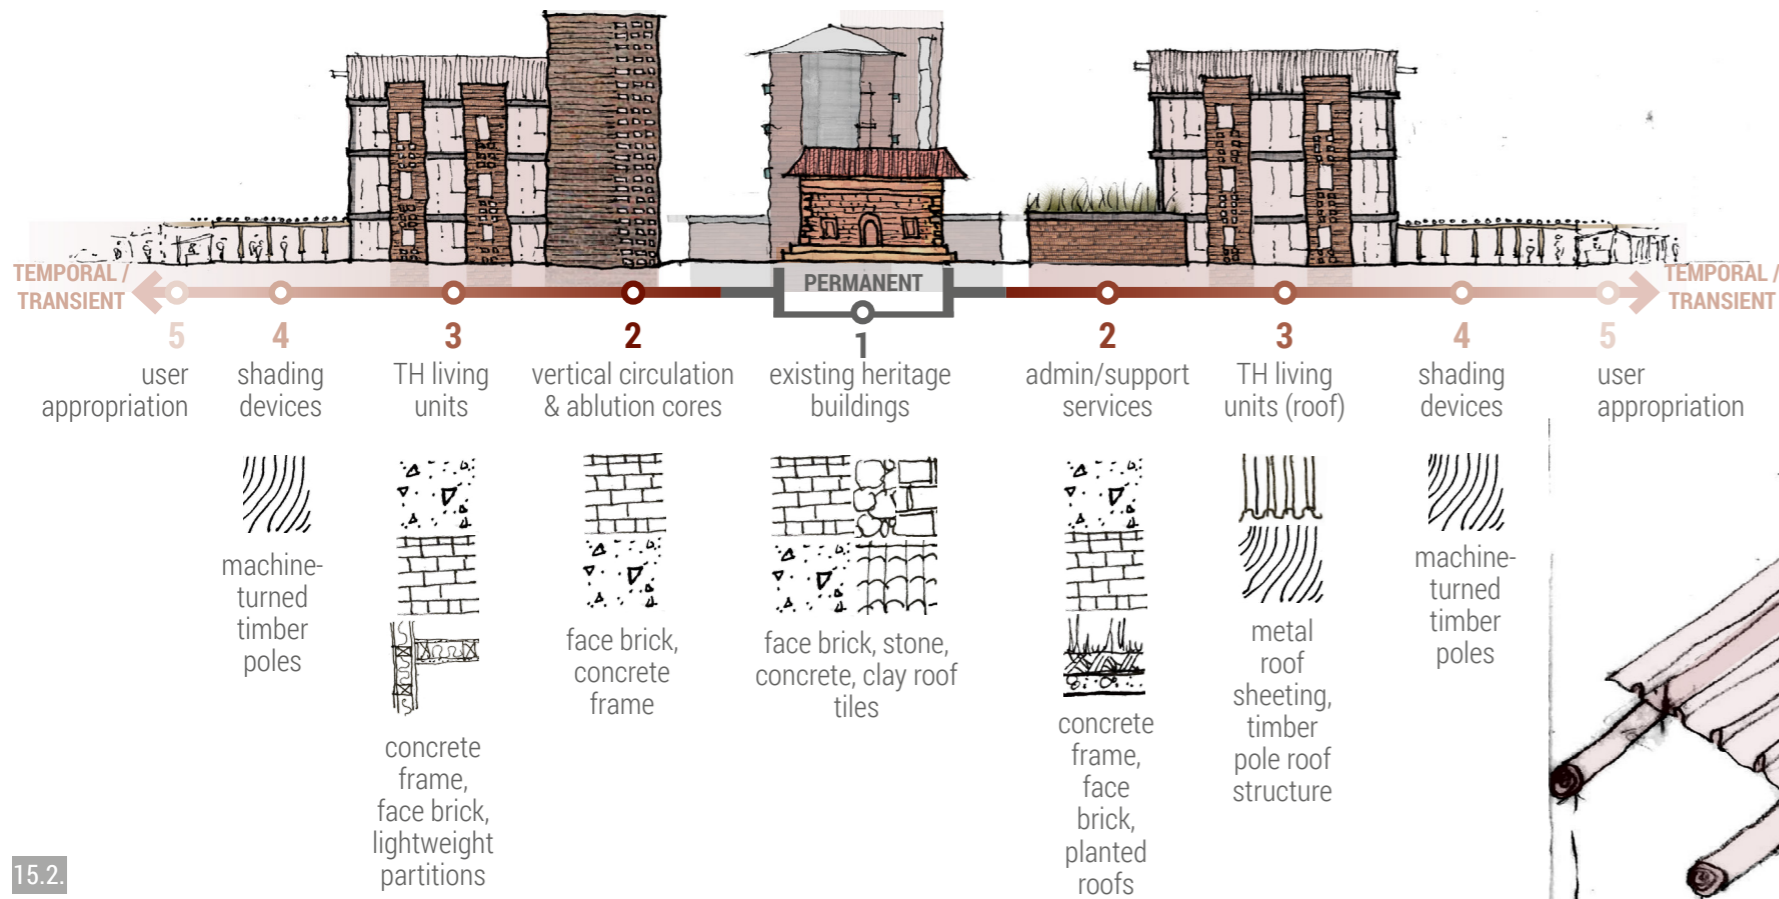 TEMPORAL /
TRANSIENT
PERMANENT
TEMPORAL /
TRANSIENT
5
user
appropriation
4
shading
devices
machine-
turned
timber
poles
3
TH living
units
concrete
frame,
face brick,
lightweight
partitions
2
vertical circulation
& ablution cores
face brick,
concrete
frame
1
existing heritage
buildings
face brick, stone,
concrete, clay roof
tiles
2
admin/support
services
concrete
frame,
face
brick,
planted
roofs
3
TH living
units (roof)
metal
roof
sheeting,
timber
pole roof
structure
4
shading
devices
machine-
turned
timber
poles
5
user
appropriation
15.2.